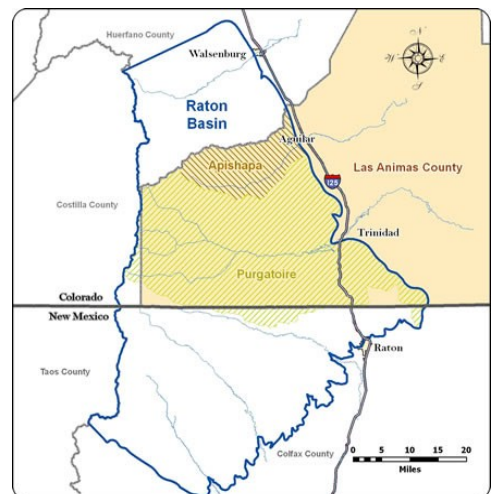 Huerfano County
Walsenburg
N
W
E
S
Raton
Basin
Aguilar
Apishapa
Las Animas County
125
Costilla County
Trinidad
Purgatoire
Colorado
New Mexico
Raton
Taos County
Colfax County
0 5 10 15 20
Miles